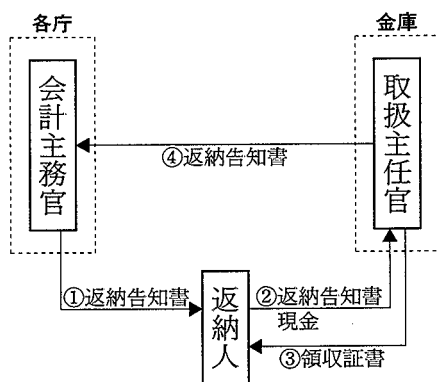 各庁
金庫
会計主務官
取扱主任官
④返納告知書
①返納告知書
返納人
②返納告知書
現金
③領収証書